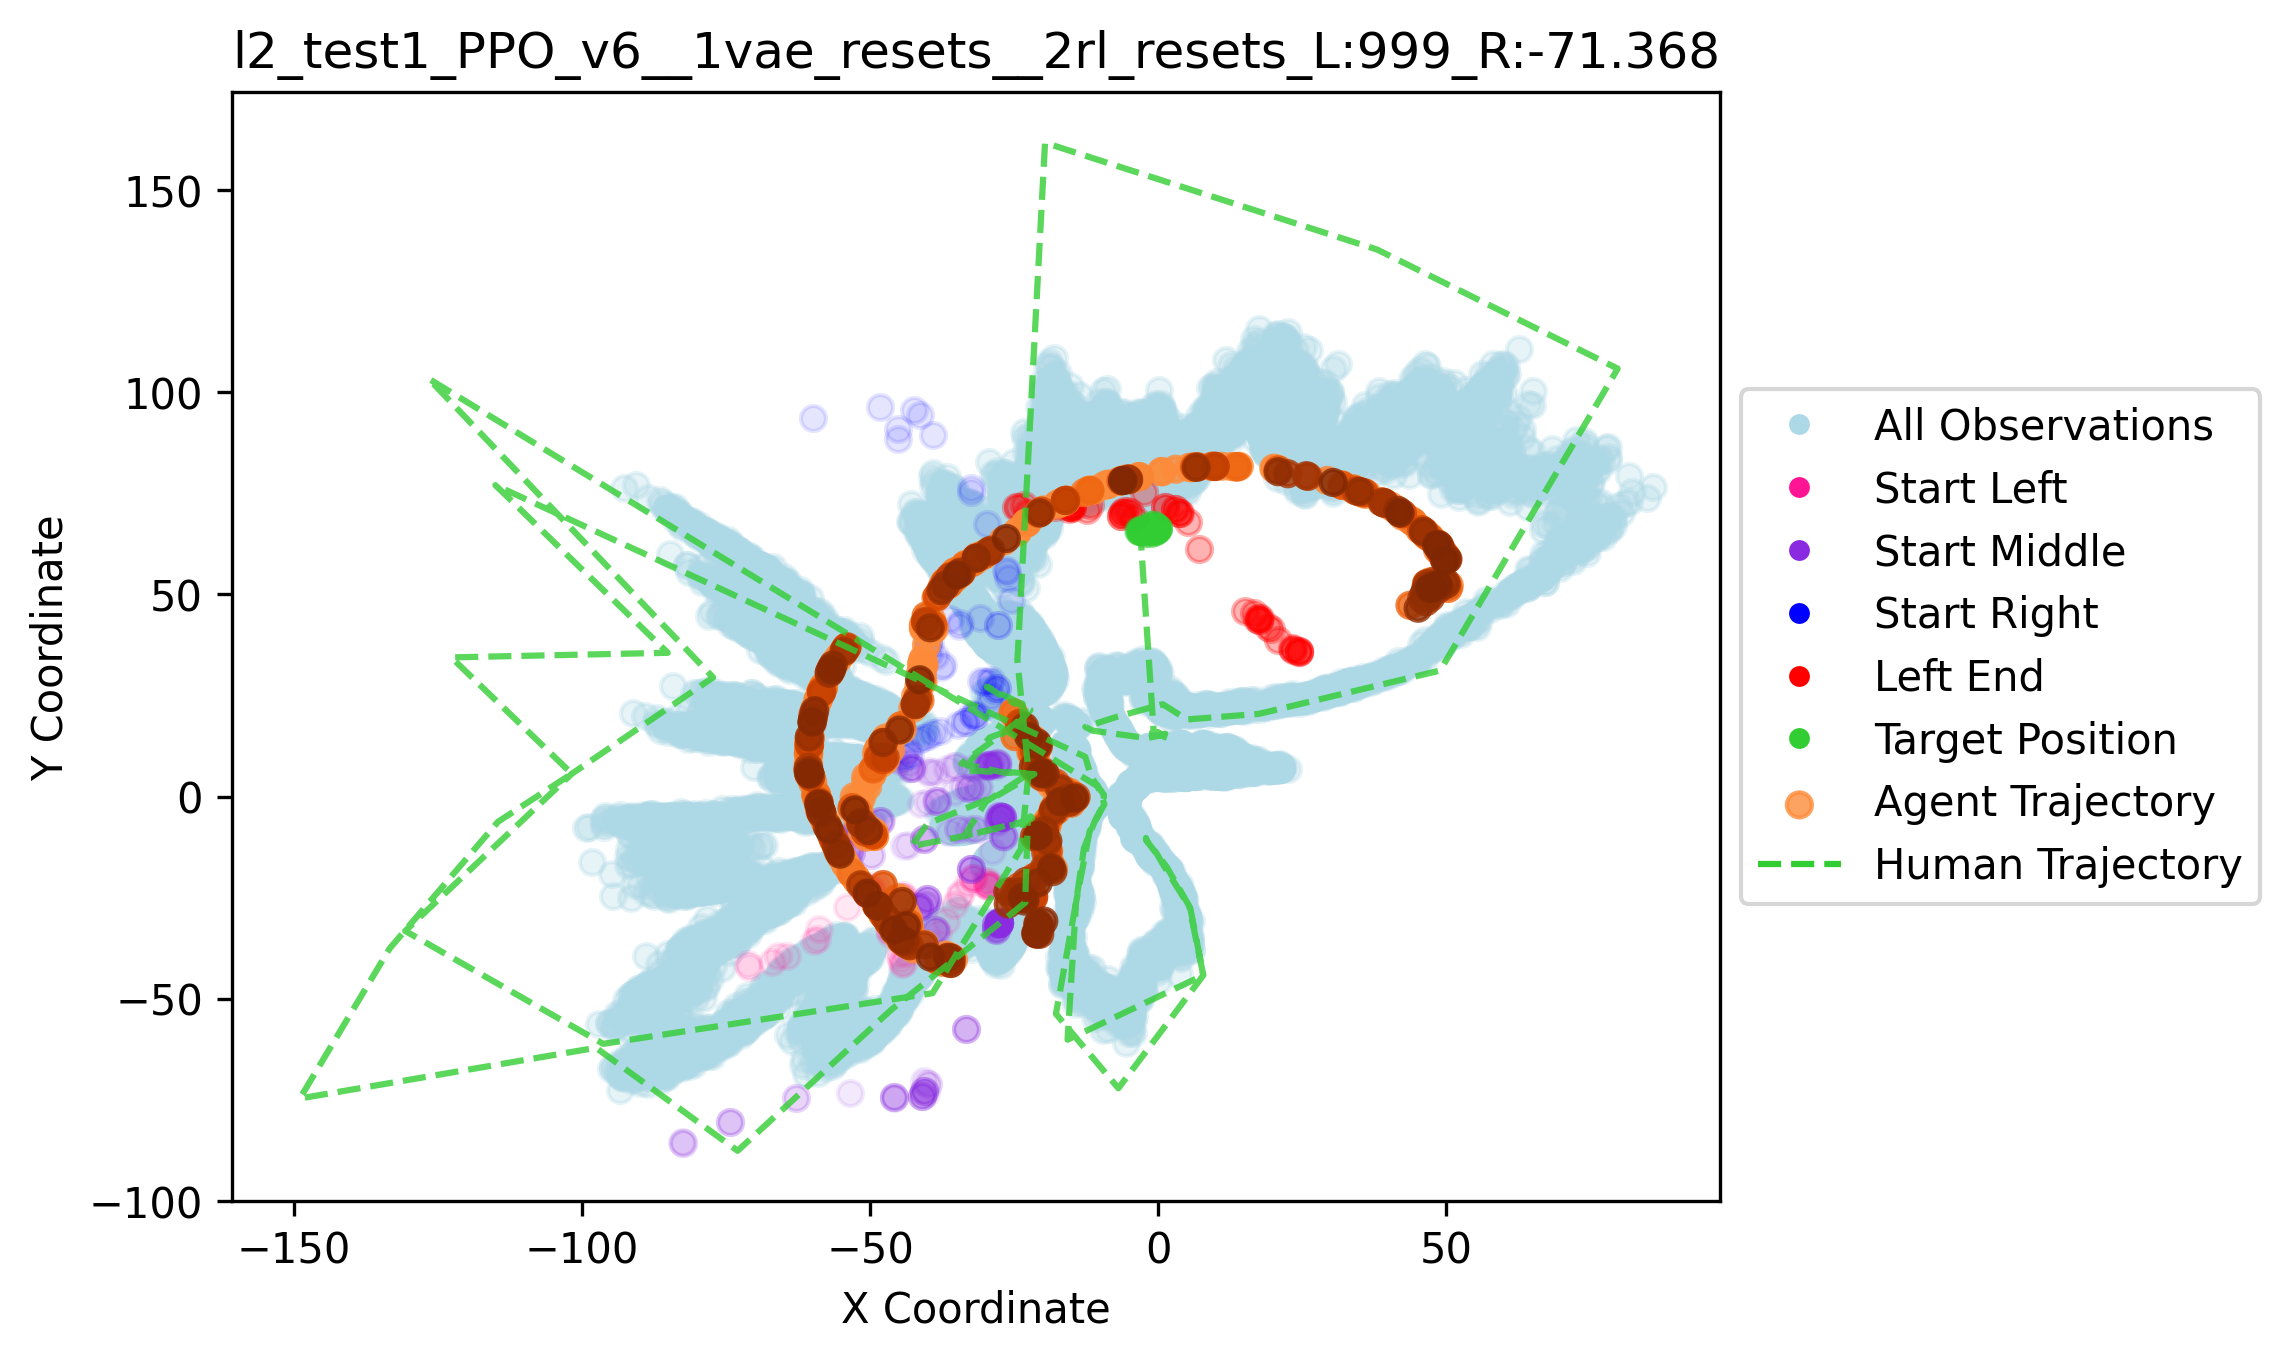 l2_test1_PPO_v6__1vae_resets__2rl_resets_L:999_R:-71.368
150
100
50
0
−50
−100
Y Coordinate
−150
−100
−50
0
50
X Coordinate
All Observations
Start Left
Start Middle
Start Right
Left End
Target Position
Agent Trajectory
Human Trajectory